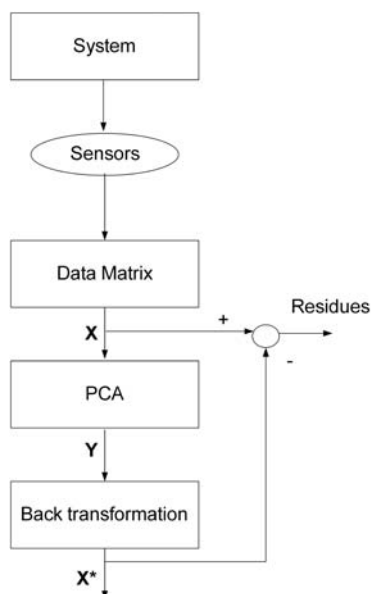 System
Sensors
Data Matrix
Residues
+
X
-
PCA
Y
Back transformation
X*